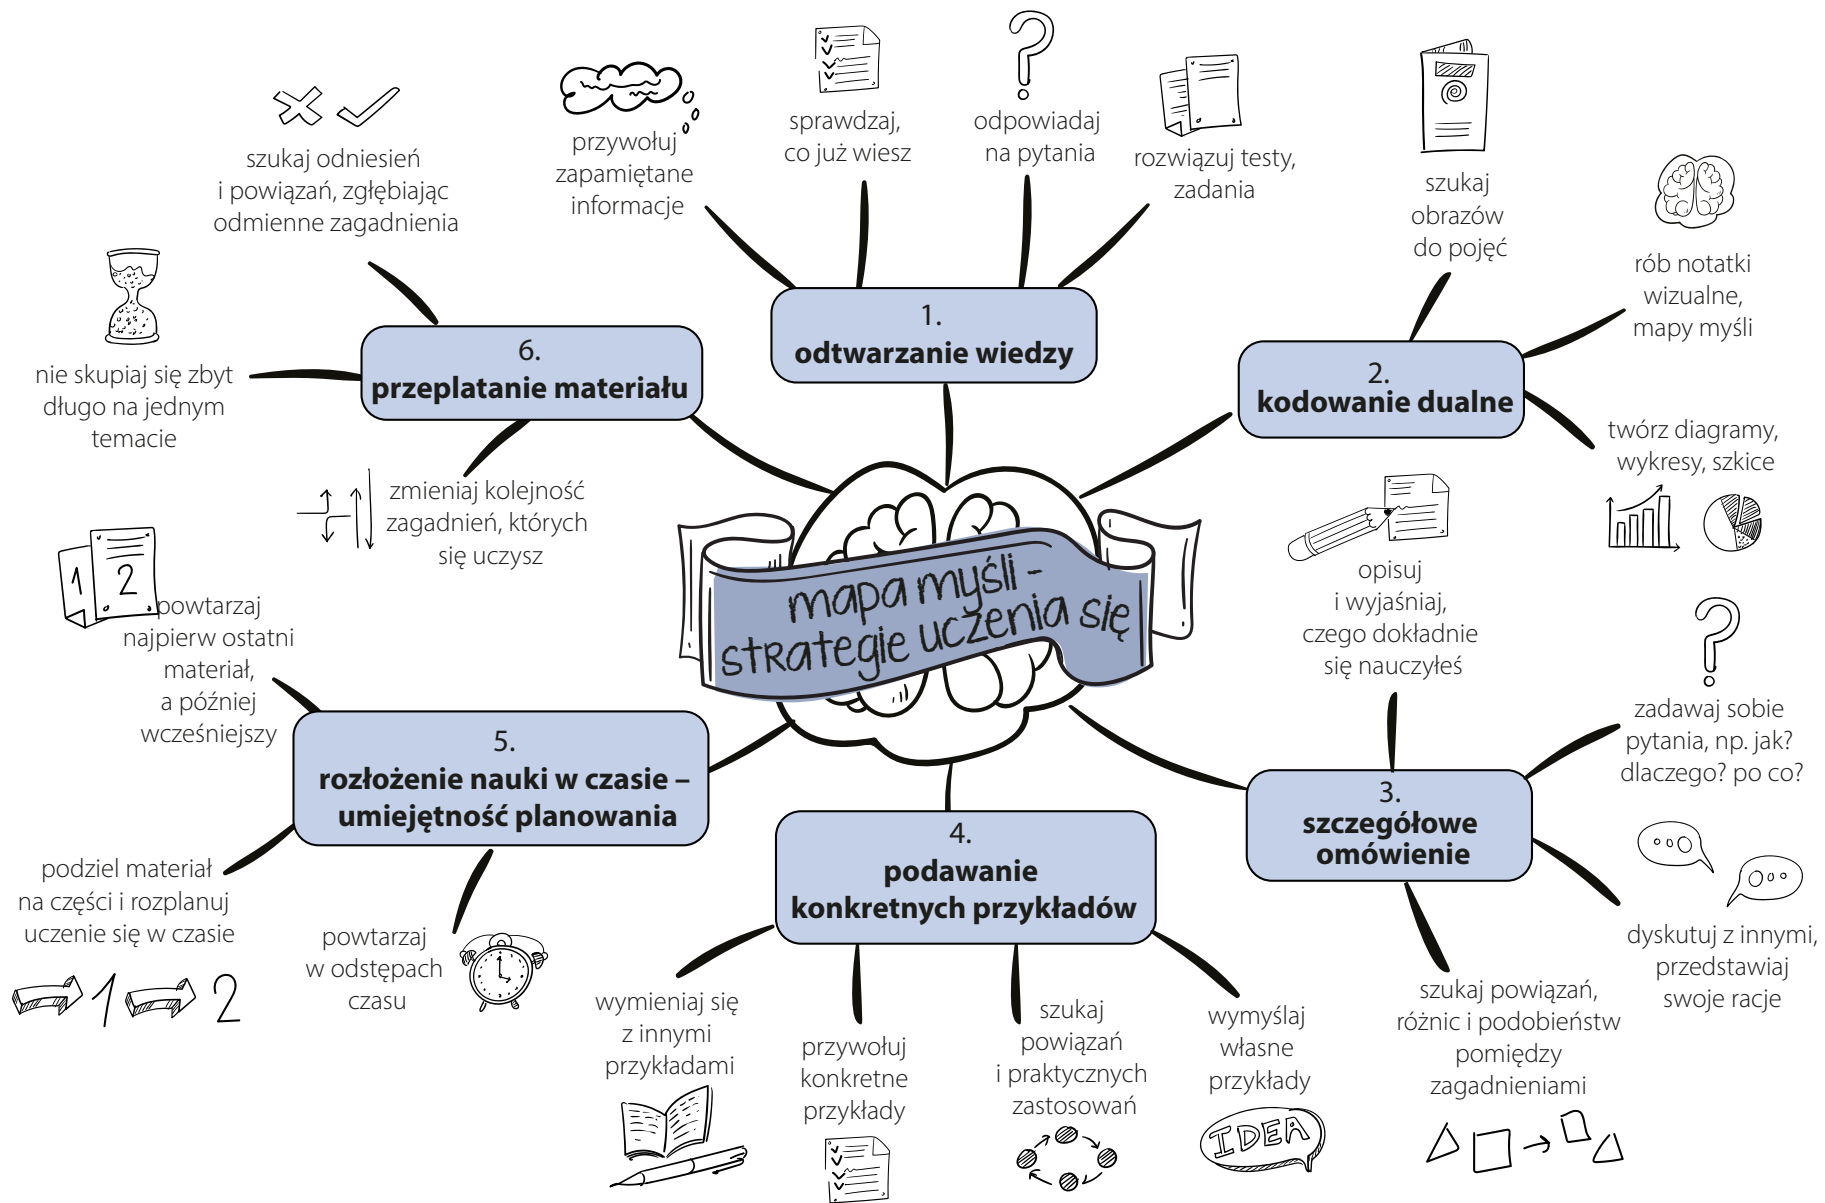 mapa myśli -
strategie uczenia się
1.
odtwarzanie wiedzy
przywołuj
zapamiętane
informacje
sprawdzaj,
co już wiesz
odpowiadaj
na pytania
rozwiązuj testy,
zadania
2.
kodowanie dualne
szukaj
obrazów
do pojęć
rób notatki
wizualne,
mapy myśli
twórz diagramy,
wykresy, szkice
3.
szczegółowe
omówienie
opisuj
i wyjaśniaj,
czego dokładnie
się nauczyłeś
zadawaj sobie
pytania, np. jak?
dlaczego? po co?
dyskutuj z innymi,
przedstawiaj
swoje racje
szukaj powiązań,
różnic i podobieństw
pomiędzy
zagadnieniami
4.
podawanie
konkretnych przykładów
wymieniaj się
z innymi
przykładami
przywołuj
konkretne
przykłady
szukaj
powiązań
i praktycznych
zastosowań
wymyślaj
własne
przykłady
IDEA
5.
rozłożenie nauki w czasie –
umiejętność planowania
1 2
powtarzaj
najpierw ostatni
materiał,
a później
wcześniejszy
podziel materiał
na części i rozplanuj
uczenie się w czasie
1 2
powtarzaj
w odstępach
czasu
6.
przeplatanie materiału
szukaj odniesień
i powiązań, zgłębiając
odmienne zagadnienia
nie skupiaj się zbyt
długo na jednym
temacie
zmieniaj kolejność
zagadnień, których
się uczysz